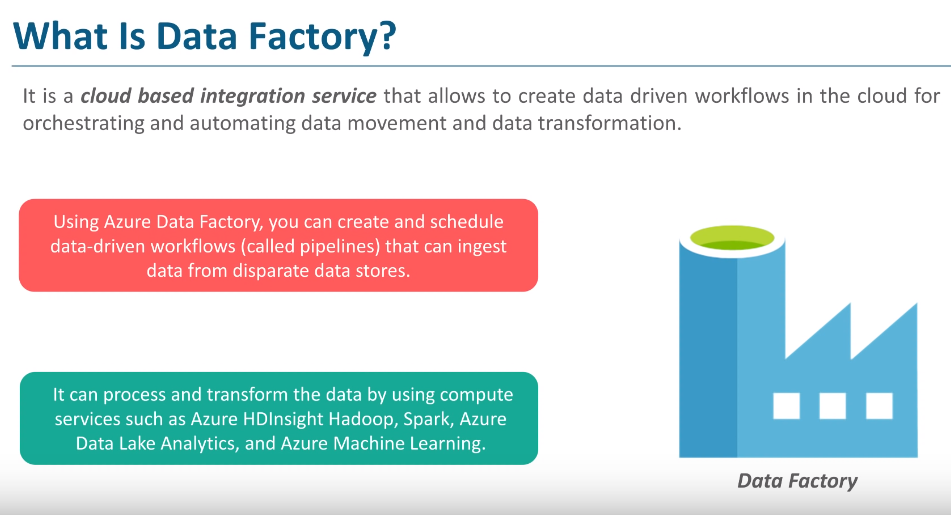 What Is Data Factory?
It is a cloud based integration service that allows to create data driven workflows in the cloud for
orchestrating and automating data movement and data transformation.
Using Azure Data Factory, you can create and schedule
data-driven workflows (called pipelines) that can ingest
data from disparate data stores.
It can process and transform the data by using compute
services such as Azure HDInsight Hadoop, Spark, Azure
Data Lake Analytics, and Azure Machine Learning.
Data Factory